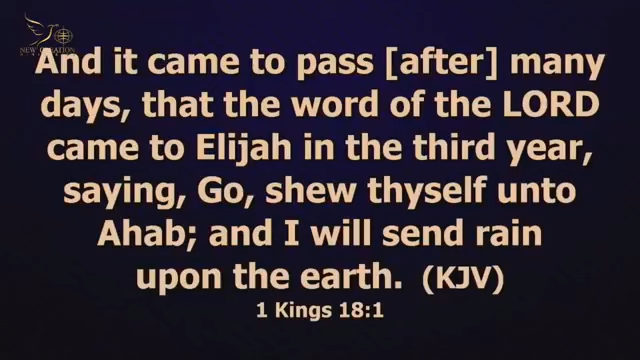 NEW CREATION
And it came to pass [after] many
days, that the word of the LORD
came to Elijah in the third year,
saying, Go, shew thyself unto
Ahab; and I will send rain
upon the earth. (KJV)
1 Kings 18:1